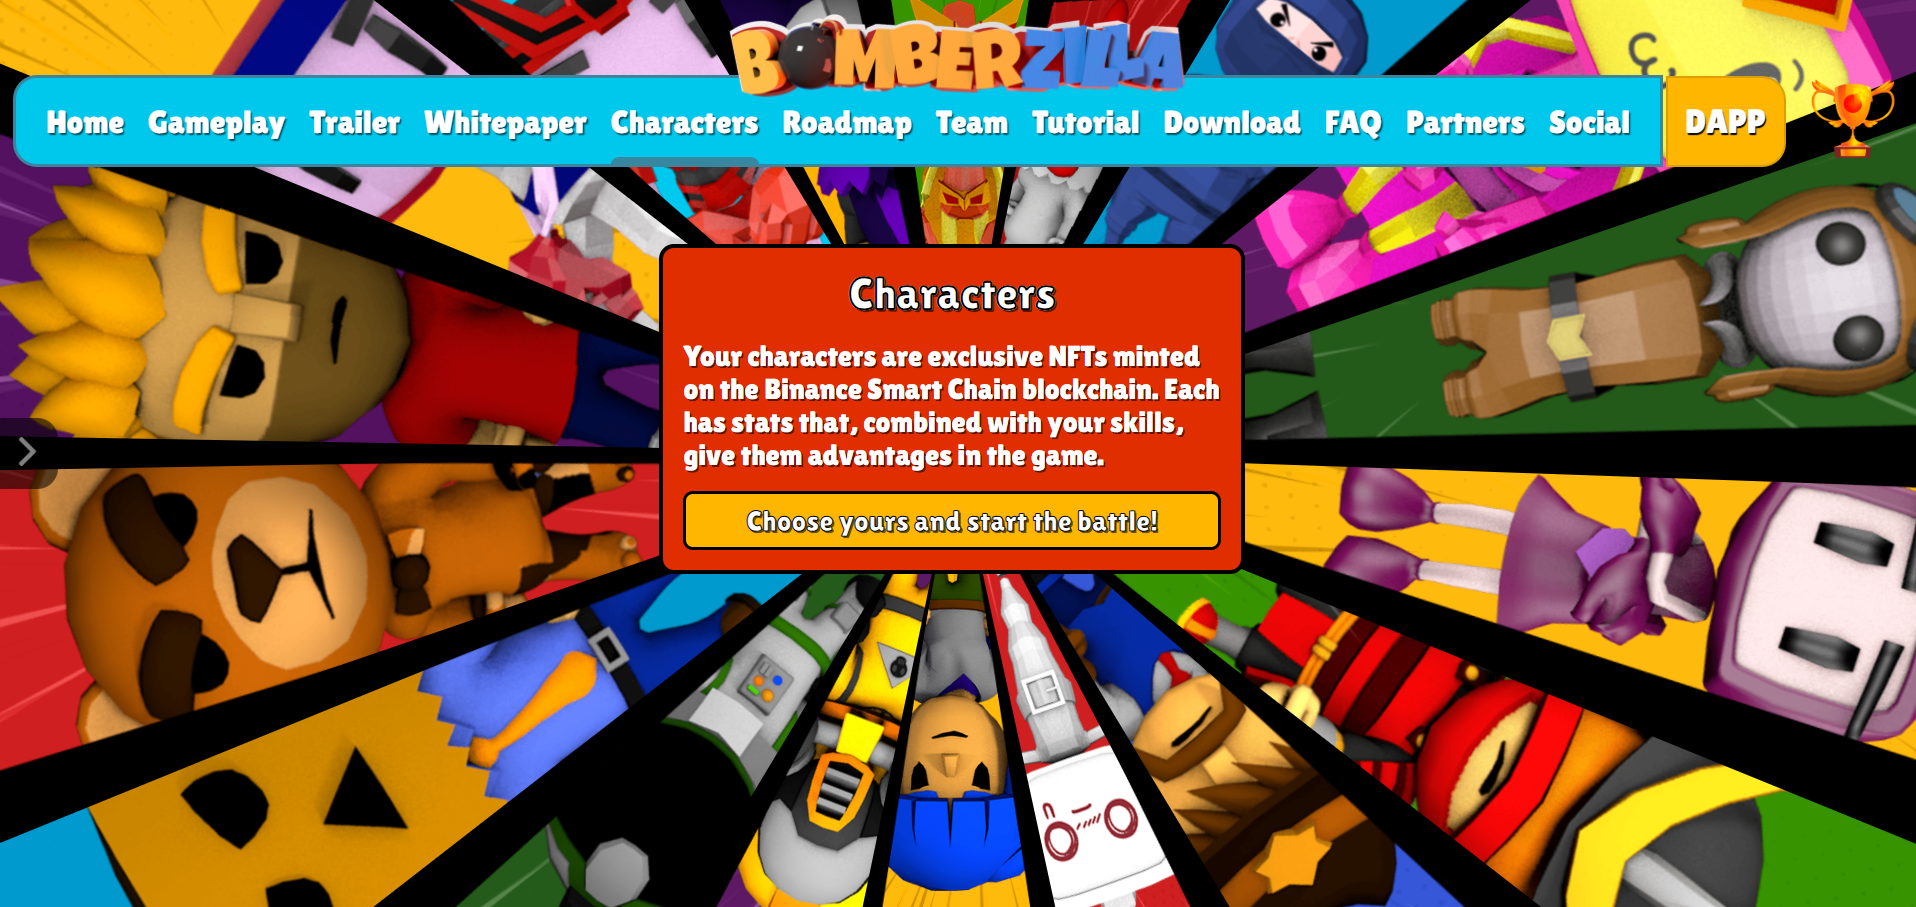 BOMBERZILLA
Home Gameplay Trailer Whitepaper Characters Roadmap Team Tutorial Download FAQ Partners Social DAPP
Characters
Your characters are exclusive NFTs minted
on the Binance Smart Chain blockchain. Each
has stats that, combined with your skills,
give them advantages in the game.
Choose yours and start the battle!